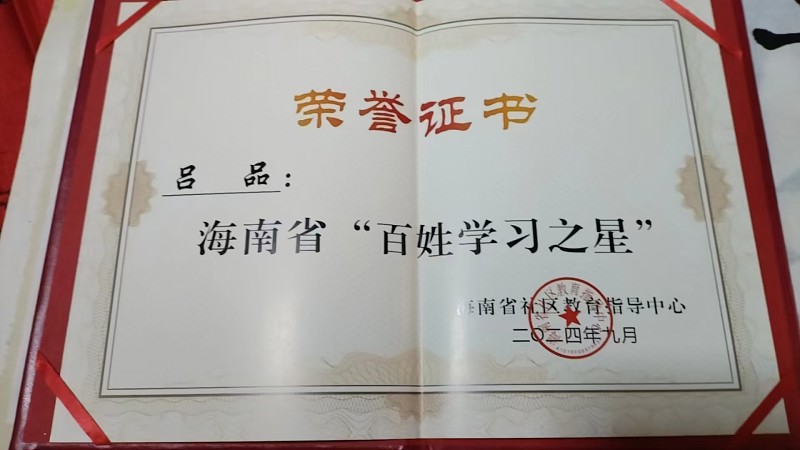 荣誉证书
吕 品：
海南省“百姓学习之星”
海南省社区教育指导中心
二〇二四年九月